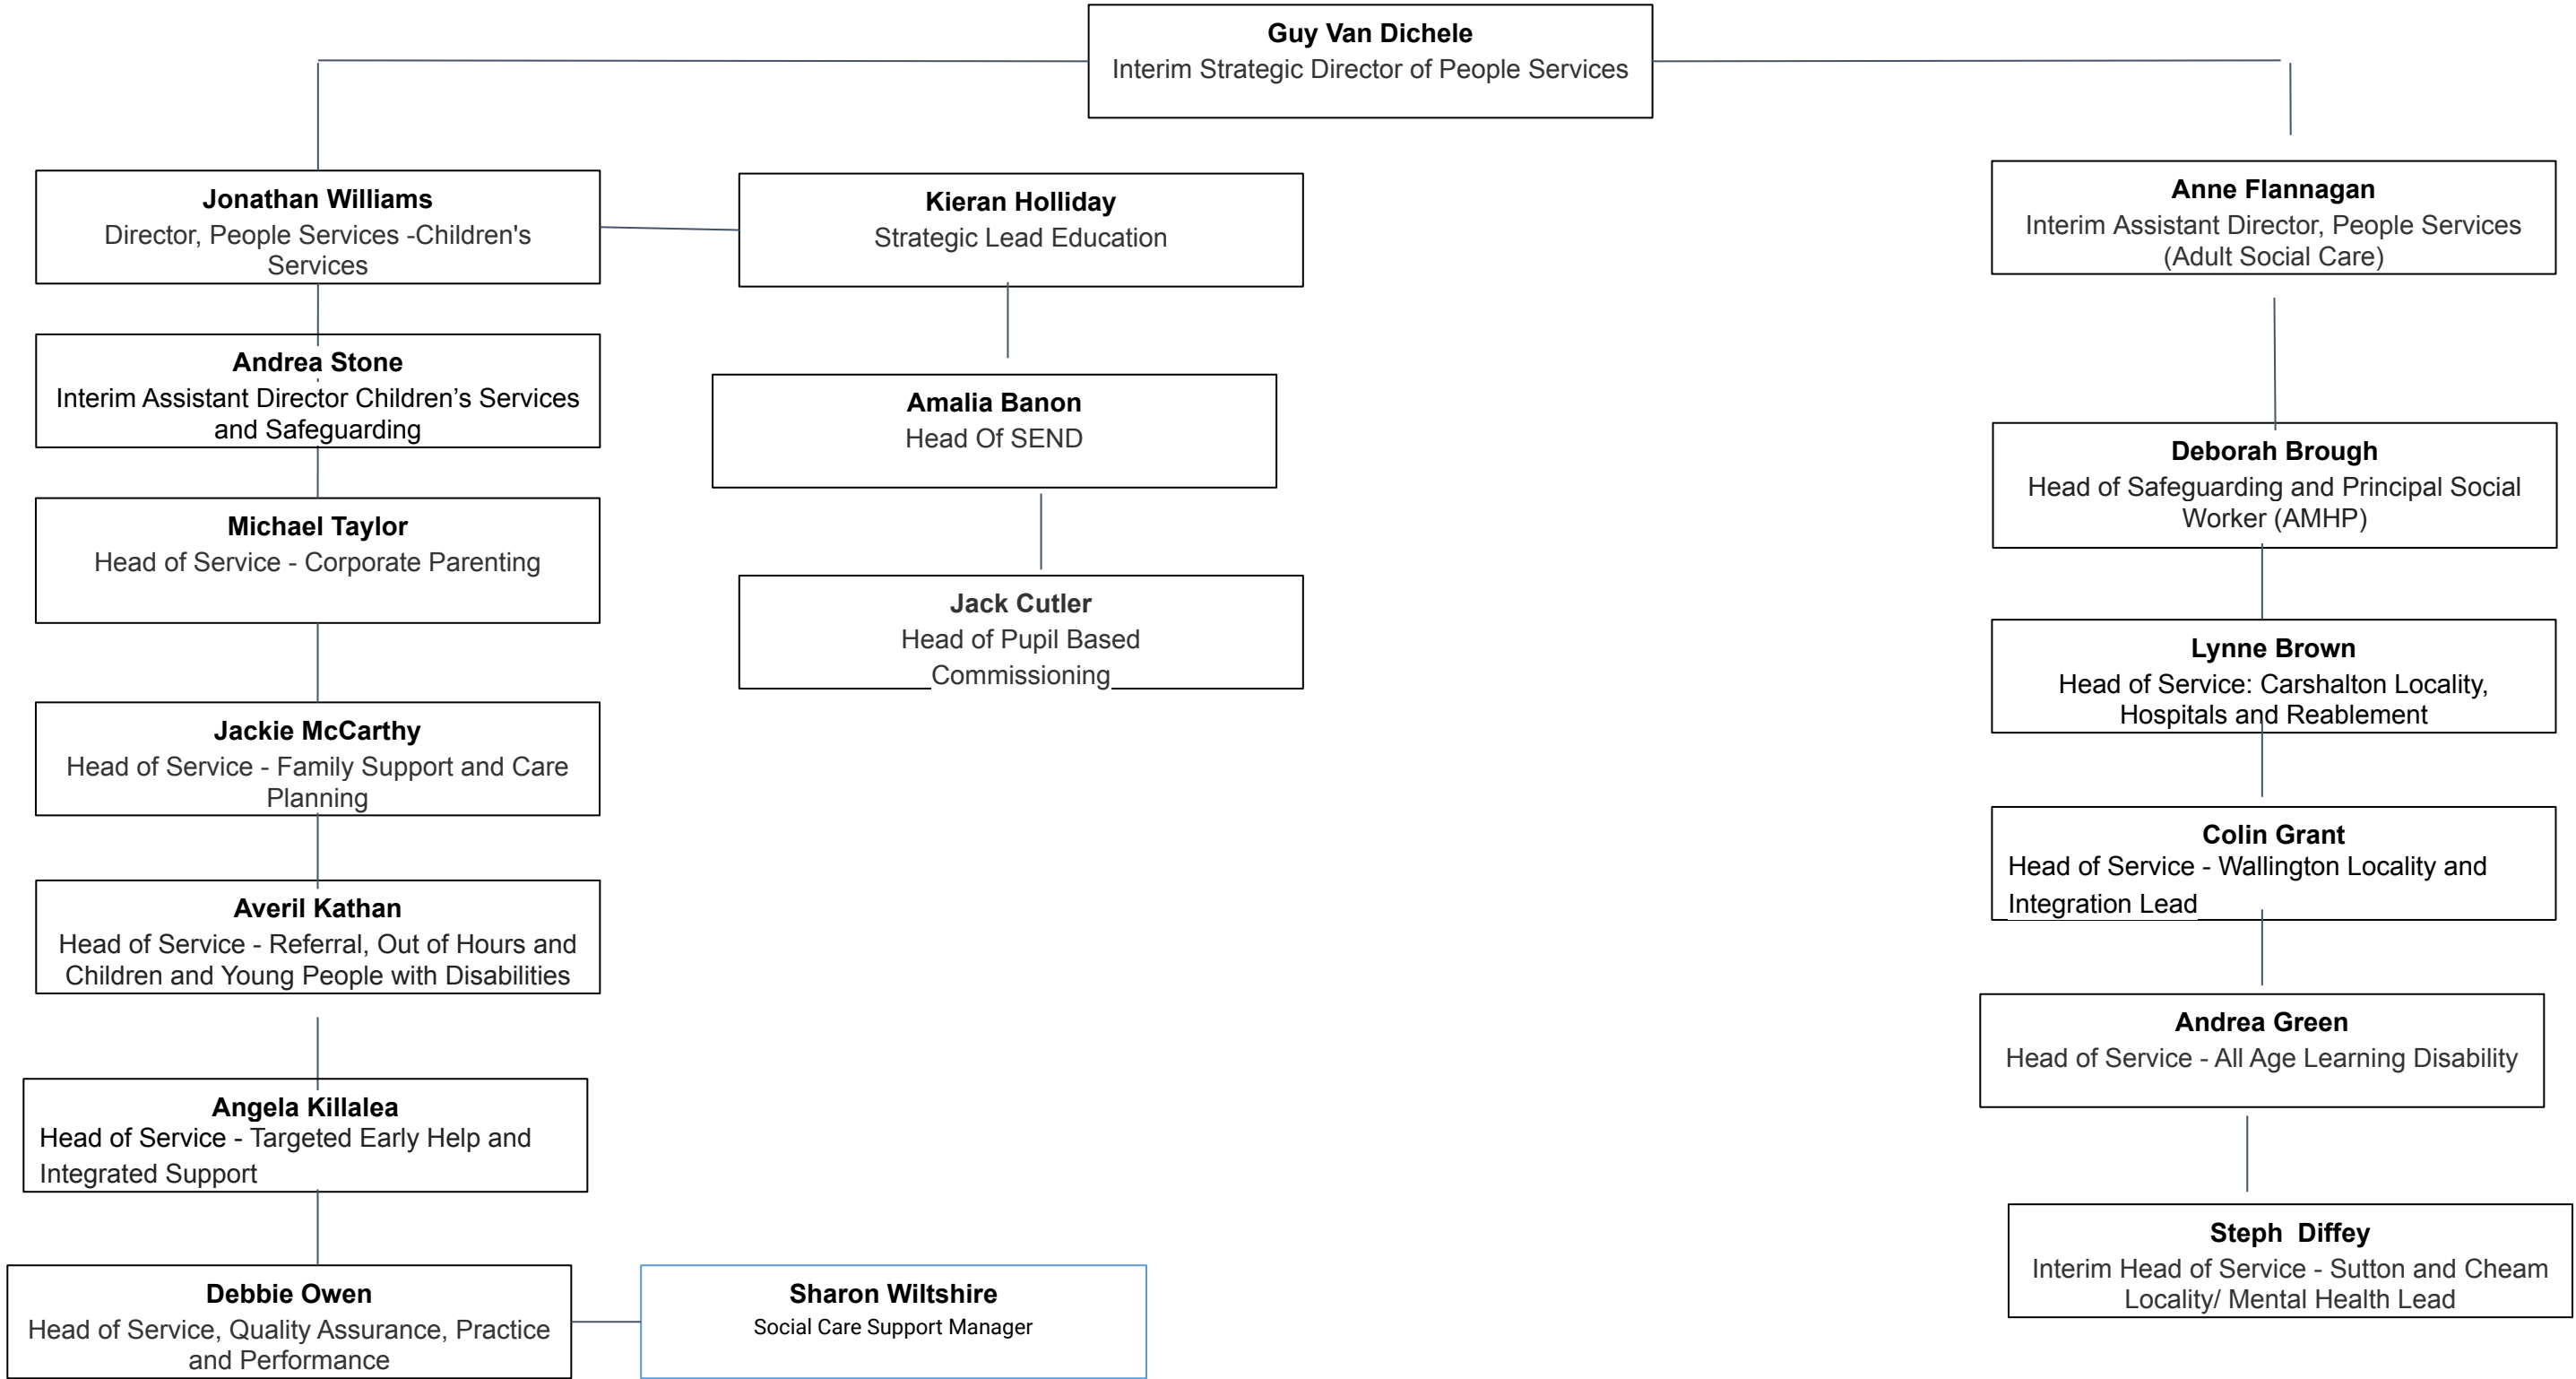 Guy Van Dichele
Interim Strategic Director of People Services
Jonathan Williams
Director, People Services -Children's
Services
Kieran Holliday
Strategic Lead Education
Anne Flannagan
Interim Assistant Director, People Services
(Adult Social Care)
Andrea Stone
Interim Assistant Director Children’s Services
and Safeguarding
Amalia Banon
Head Of SEND
Deborah Brough
Head of Safeguarding and Principal Social
Worker (AMHP)
Michael Taylor
Head of Service - Corporate Parenting
Jack Cutler
Head of Pupil Based
Commissioning
Lynne Brown
Head of Service: Carshalton Locality,
Hospitals and Reablement
Jackie McCarthy
Head of Service - Family Support and Care
Planning
Colin Grant
Head of Service - Wallington Locality and
Integration Lead
Averil Kathan
Head of Service - Referral, Out of Hours and
Children and Young People with Disabilities
Andrea Green
Head of Service - All Age Learning Disability
Angela Killalea
Head of Service - Targeted Early Help and
Integrated Support
Steph  Diffey
Interim Head of Service - Sutton and Cheam
Locality/ Mental Health Lead
Debbie Owen
Head of Service, Quality Assurance, Practice
and Performance
Sharon Wiltshire
Social Care Support Manager